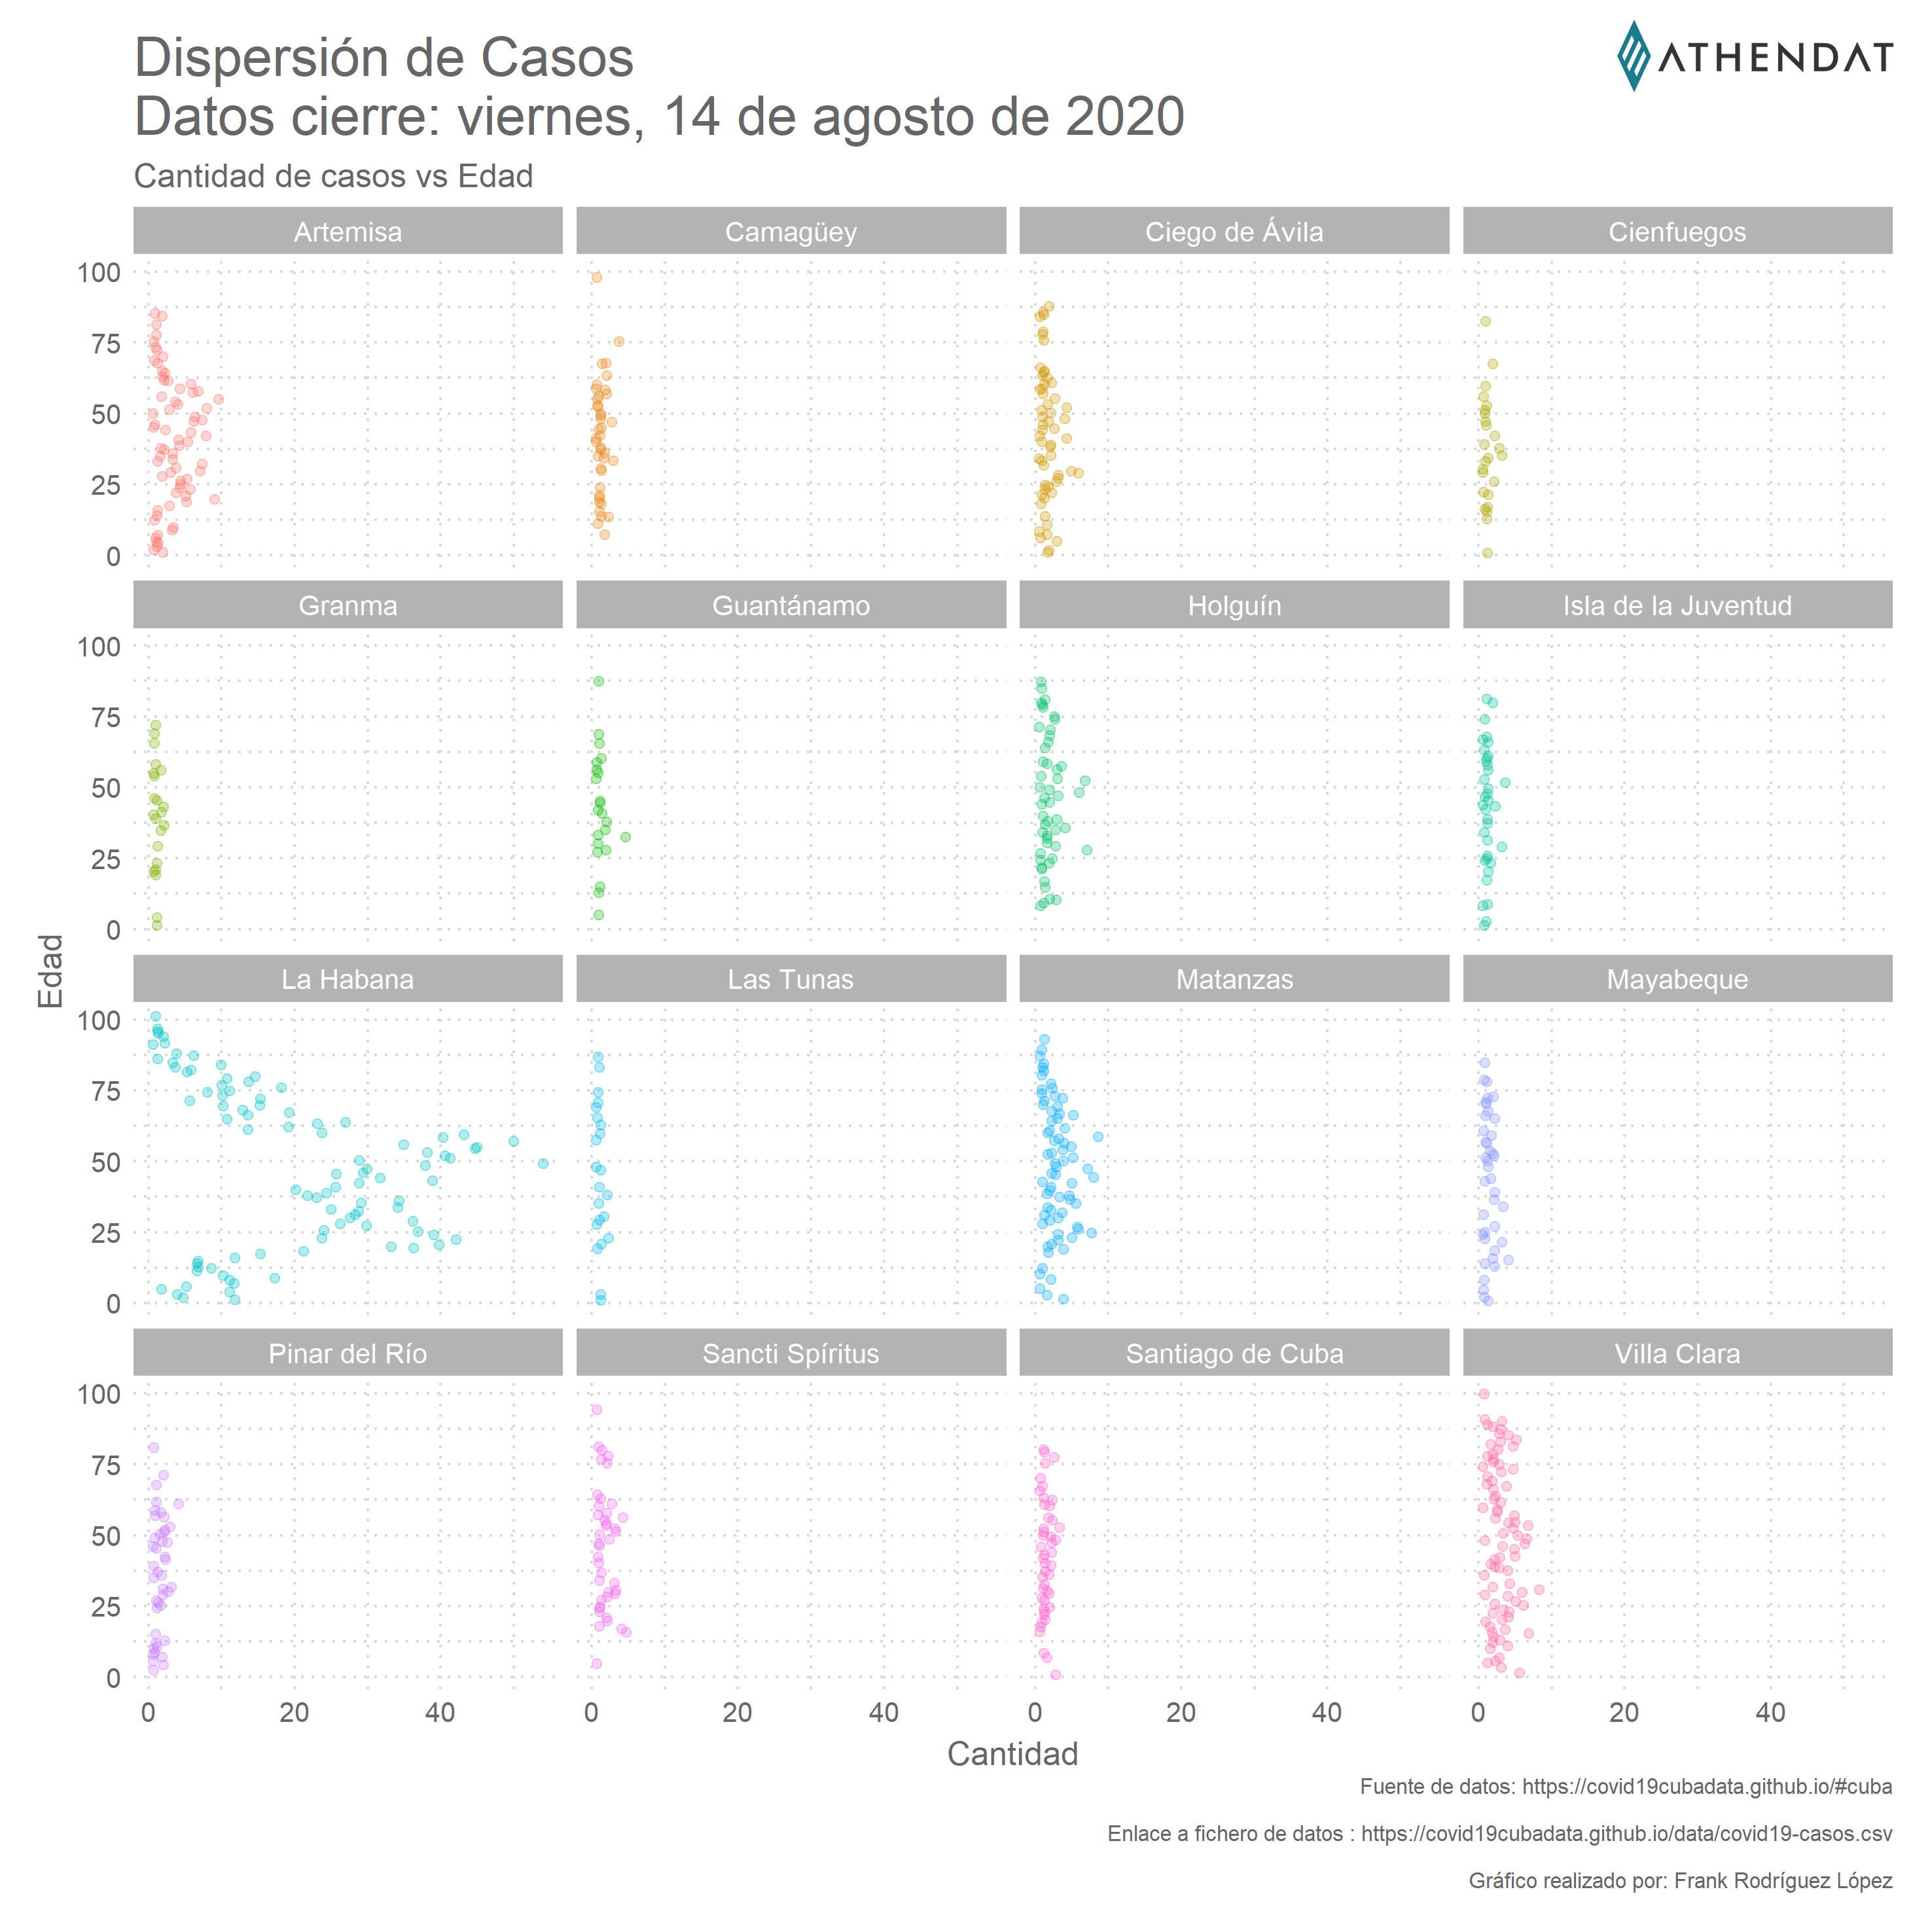 Dispersión de Casos
ATHENDAT
Datos cierre: viernes, 14 de agosto de 2020
Cantidad de casos vs Edad
Artemisa
Camagüey
Ciego de Ávila
Cienfuegos
100
75
50
25
0
Granma
Guantánamo
Holguín
Isla de la Juventud
100
75
50
25
0
Edad
La Habana
Las Tunas
Matanzas
Mayabeque
100
75
50
25
0
Pinar del Río
Sancti Spíritus
Santiago de Cuba
Villa Clara
100
75
50
25
0
0 20 40
0 20 40
0 20 40
0 20 40
Cantidad
Fuente de datos: https://covid19cubadata.github.io/#cuba
Enlace a fichero de datos : https://covid19cubadata.github.io/data/covid19-casos.csv
Gráfico realizado por: Frank Rodríguez López